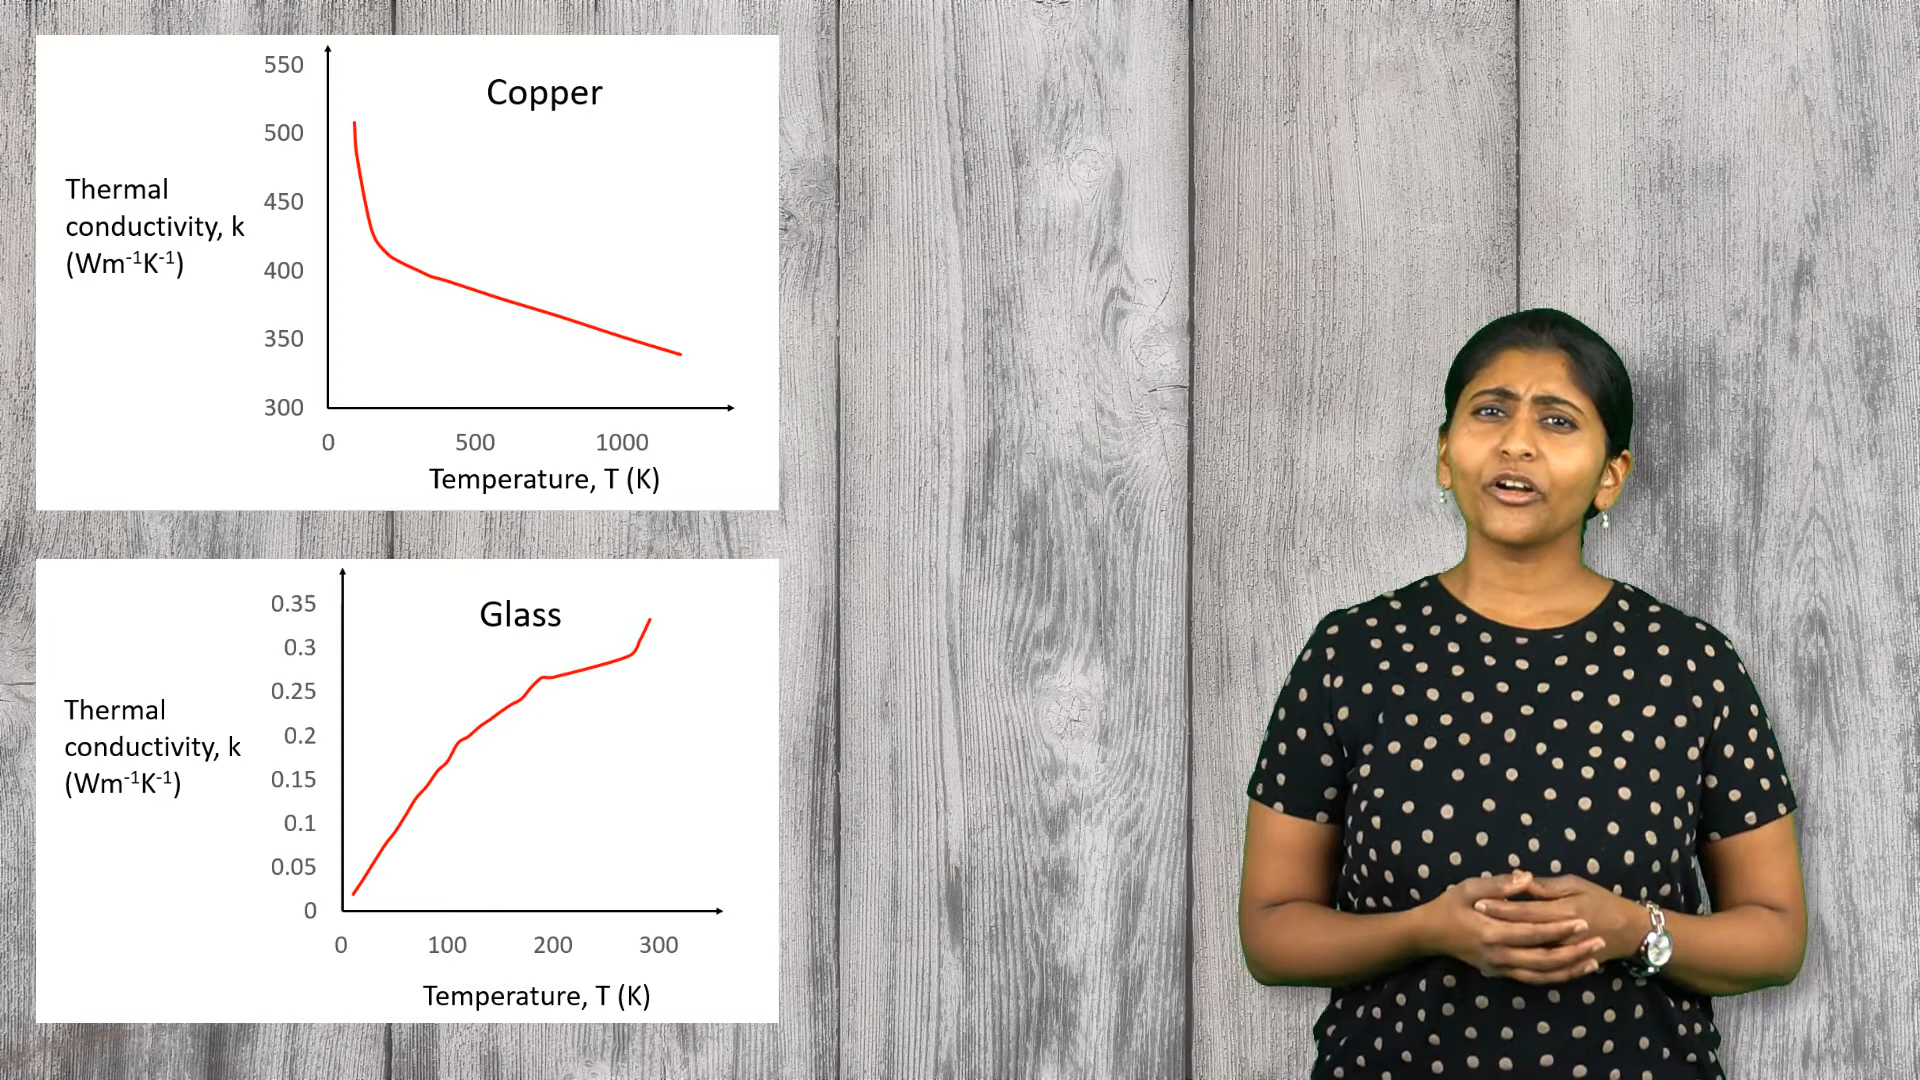 Copper
Thermal
conductivity, k
(Wm⁻¹K⁻¹)
550
500
450
400
350
300
0 500 1000
Temperature, T (K)
Glass
Thermal
conductivity, k
(Wm⁻¹K⁻¹)
0.35
0.3
0.25
0.2
0.15
0.1
0.05
0
0 100 200 300
Temperature, T (K)